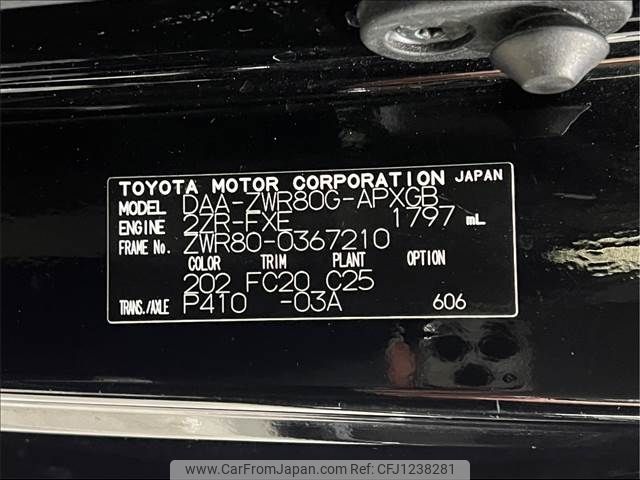 TOYOTA MOTOR CORPORATION JAPAN
MODEL DAA-ZWR80G-APXGB
ENGINE 2ZR-FXE 1797 mL
FRAME No. ZWR80-0367210
COLOR TRIM PLANT OPTION
202 FC20 C25
TRANS./AXLE P410 -03A 606
www.CarFromJapan.com ref:CFJ1238281